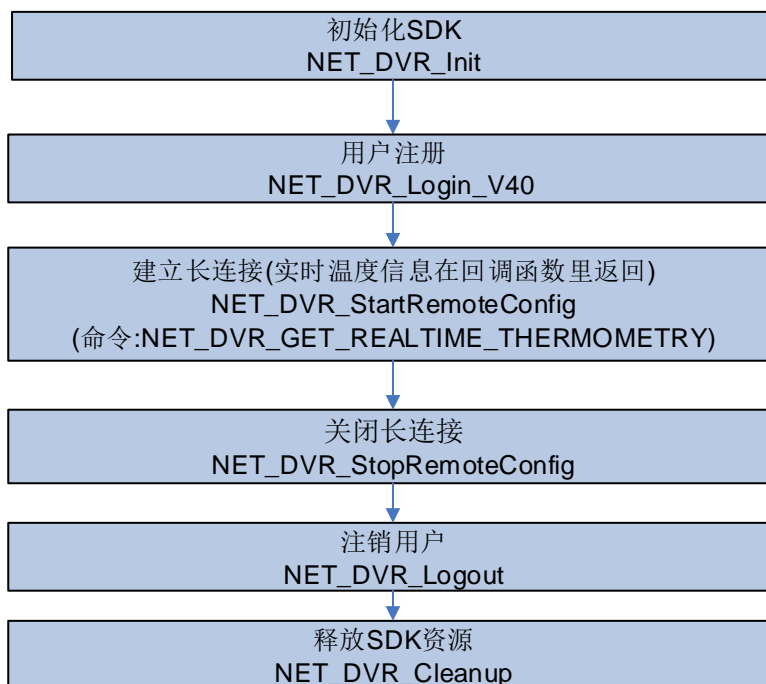 初始化SDK
NET_DVR_Init
用户注册
NET_DVR_Login_V40
建立长连接(实时温度信息在回调函数里返回)
NET_DVR_StartRemoteConfig
(命令:NET_DVR_GET_REALTIME_THERMOMETRY)
关闭长连接
NET_DVR_StopRemoteConfig
注销用户
NET_DVR_Logout
释放SDK资源
NET_DVR_Cleanup